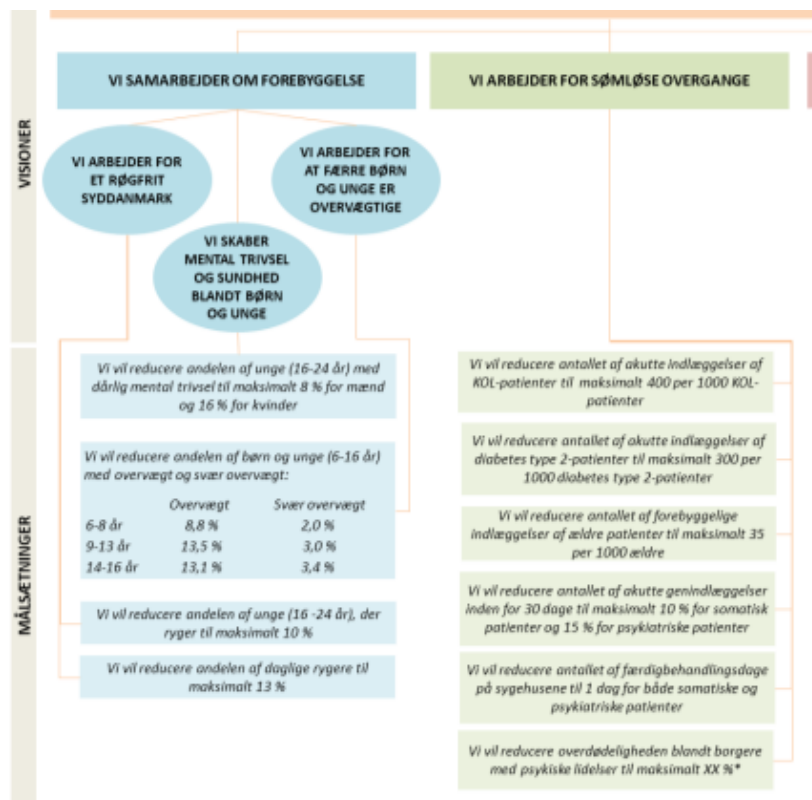 VISIONER
VI SAMARBEJDER OM FOREBYGGELSE
VI ARBEJDER FOR
ET RØGFRIT
SYDDANMARK
VI SKABER
MENTAL TRIVSEL
OG SUNDHED
BLANDT BØRN
OG UNGE
VI ARBEJDER FOR
AT FÆRRE BØRN
OG UNGE ER
OVERVÆGTIGE
VI ARBEJDER FOR SØMLØSE OVERGANGE
MÅLSÆTNINGER
Vi vil reducere andelen af unge (16-24 år) med
dårlig mental trivsel til maksimalt 8 % for mænd
og 16 % for kvinder
Vi vil reducere andelen af børn og unge (6-16 år)
med overvægt og svær overvægt:
Overvægt Svær overvægt
6-8 år 8,8 % 2,0 %
9-13 år 13,5 % 3,0 %
14-16 år 13,1 % 3,4 %
Vi vil reducere andelen af unge (16 -24 år), der
ryger til maksimalt 10 %
Vi vil reducere andelen af daglige rygere til
maksimalt 13 %
Vi vil reducere antallet af akutte indlæggelser af
KOL-patienter til maksimalt 400 per 1000 KOL-
patienter
Vi vil reducere antallet af akutte indlæggelser af
diabetes type 2-patienter til maksimalt 300 per
1000 diabetes type 2-patienter
Vi vil reducere antallet af forebyggelige
indlæggelser af ældre patienter til maksimalt 35
per 1000 ældre
Vi vil reducere antallet af akutte genindlæggelser
inden for 30 dage til maksimalt 10 % for somatisk
patienter og 15 % for psykiatriske patienter
Vi vil reducere antallet af færdigbehandlingsdage
på sygehusene til 1 dag for både somatiske og
psykiatriske patienter
Vi vil reducere overdødeligheden blandt borgere
med psykiske lidelser til maksimalt XX %*